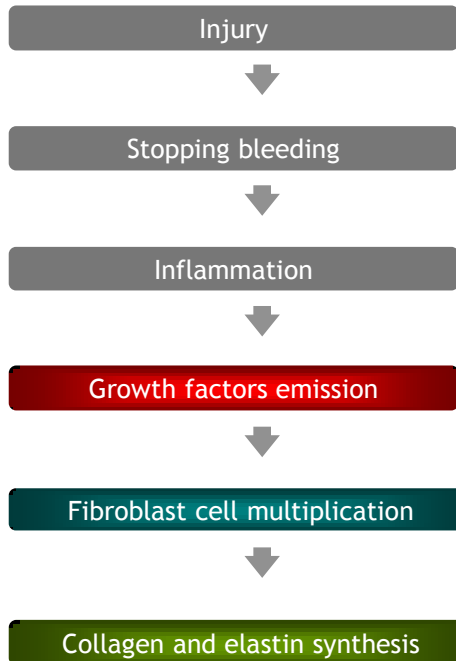 Injury
Stopping bleeding
Inflammation
Growth factors emission
Fibroblast cell multiplication
Collagen and elastin synthesis